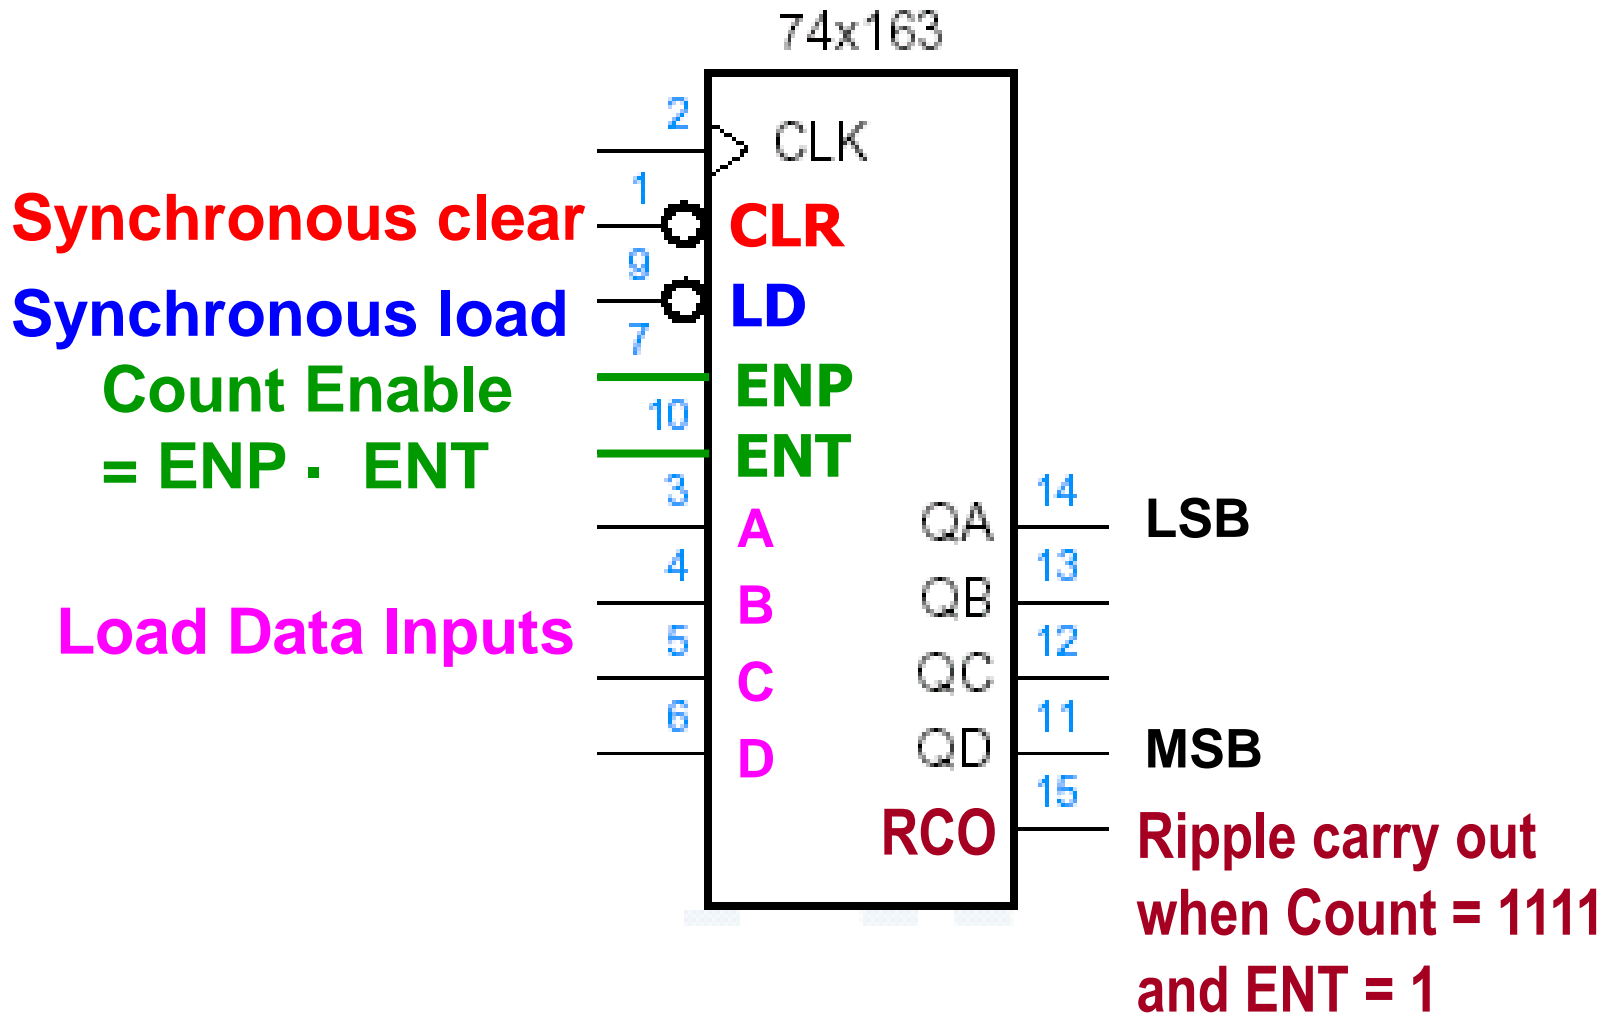 74x163
2
CLK
1
Synchronous clear
CLR
9
Synchronous load
LD
7
Count Enable
ENP
10
= ENP · ENT
ENT
3
A
QA
14
LSB
4
B
QB
13
Load Data Inputs
5
C
QC
12
6
D
QD
11
MSB
15
RCO
Ripple carry out
when Count = 1111
and ENT = 1